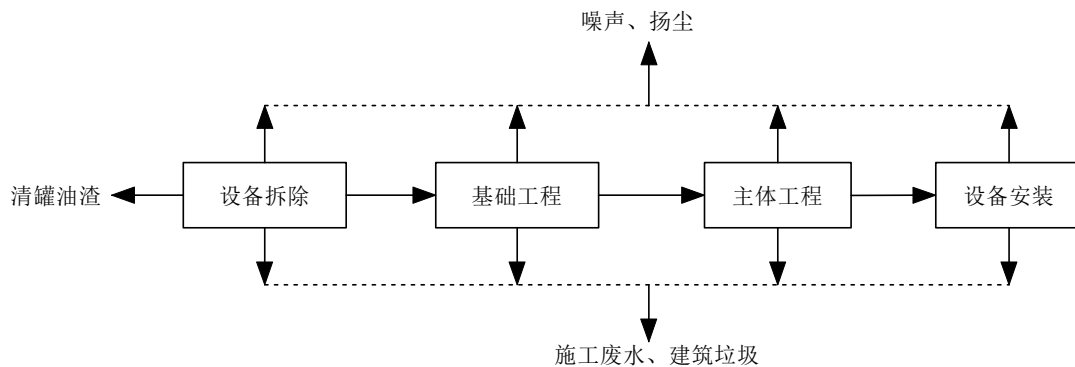 噪声、扬尘
清罐油渣
设备拆除
基础工程
主体工程
设备安装
施工废水、建筑垃圾